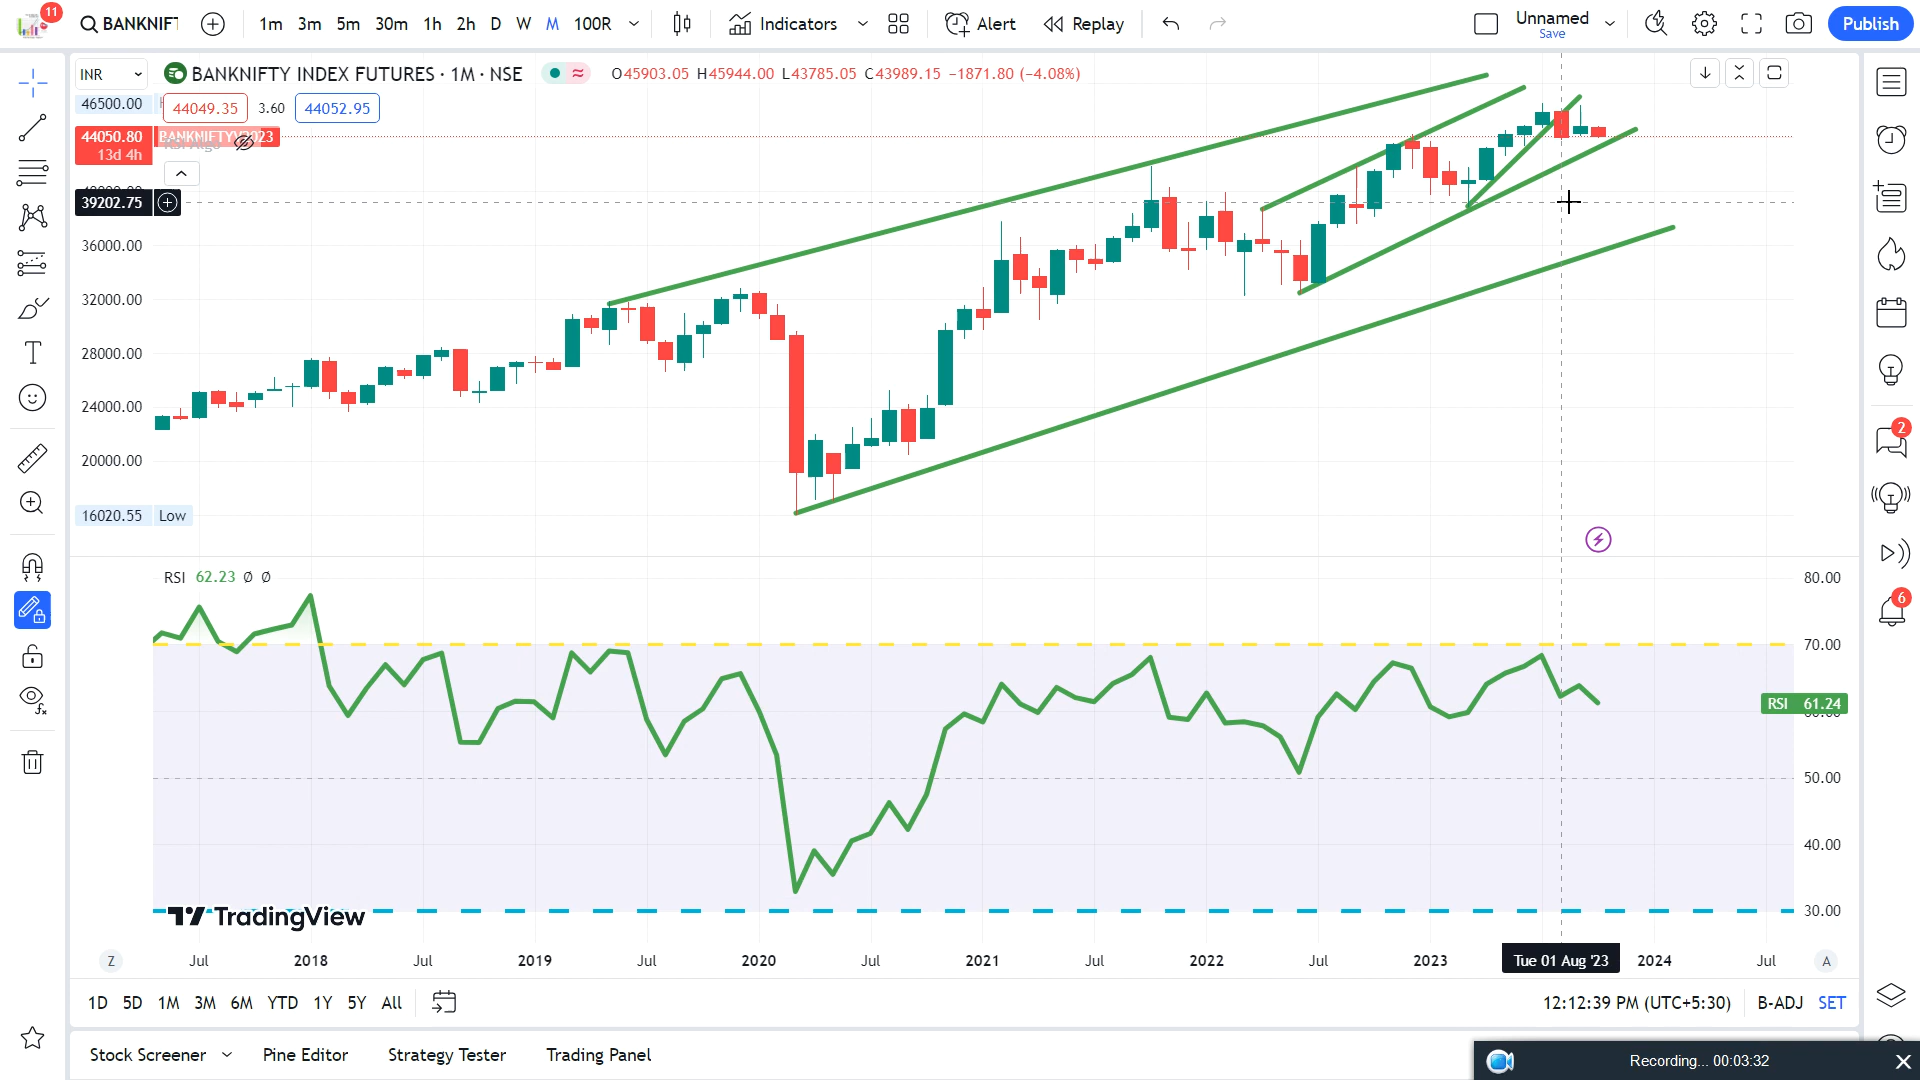 11
BANKNIFT
1m 3m 5m 30m 1h 2h D W M 100R
Indicators
Alert
Replay
Unnamed
Save
Publish
INR
BANKNIFTY INDEX FUTURES · 1M · NSE
O45903.05 H45944.00 L43785.05 C43989.15 −1871.80 (−4.08%)
46500.00
44049.35 3.60 44052.95
44050.80
13d 4h
39202.75
36000.00
32000.00
28000.00
24000.00
20000.00
16020.55 Low
RSI 62.23 Ø Ø
80.00
70.00
RSI 61.24
50.00
40.00
30.00
TradingView
Z Jul 2018 Jul 2019 Jul 2020 Jul 2021 Jul 2022 Jul 2023 Tue 01 Aug '23 2024 Jul A
1D 5D 1M 3M 6M YTD 1Y 5Y All
12:12:39 PM (UTC+5:30) B-ADJ SET
Stock Screener Pine Editor Strategy Tester Trading Panel
2
6
Recording... 00:03:32